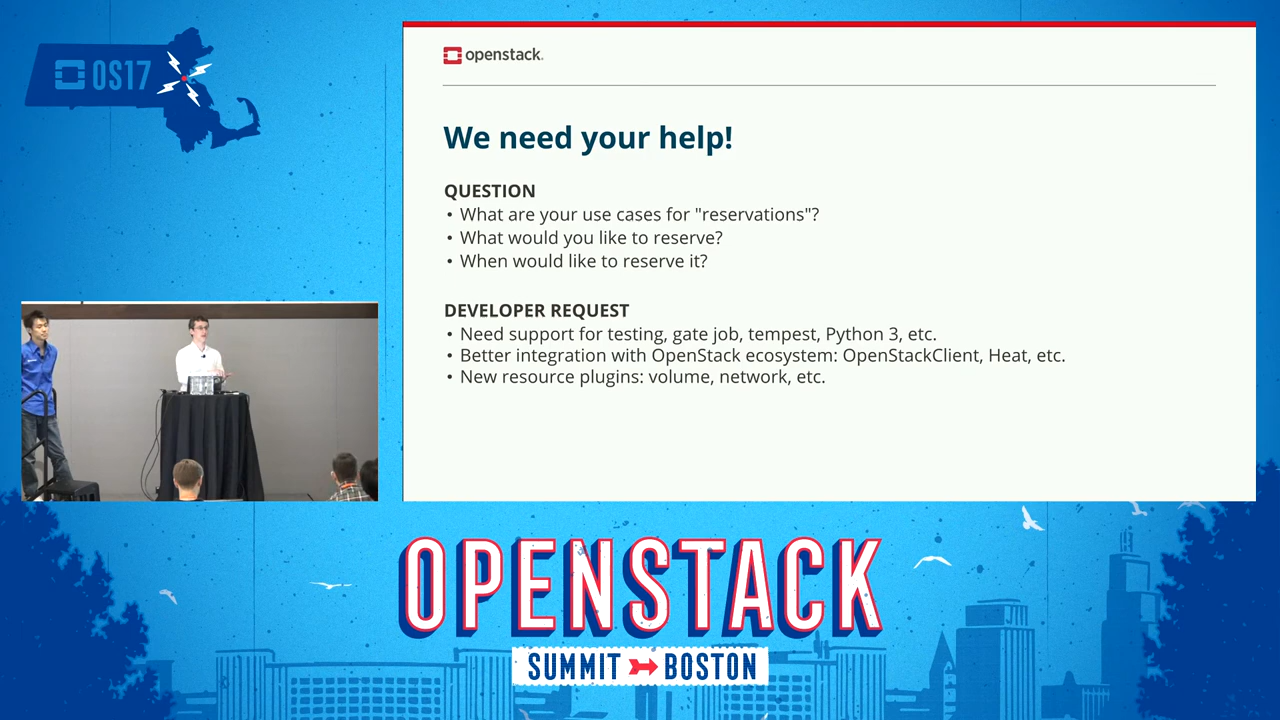 OS17
openstack.
We need your help!
QUESTION
• What are your use cases for "reservations"?
• What would you like to reserve?
• When would like to reserve it?
DEVELOPER REQUEST
• Need support for testing, gate job, tempest, Python 3, etc.
• Better integration with OpenStack ecosystem: OpenStackClient, Heat, etc.
• New resource plugins: volume, network, etc.
OPENSTACK
SUMMIT BOSTON